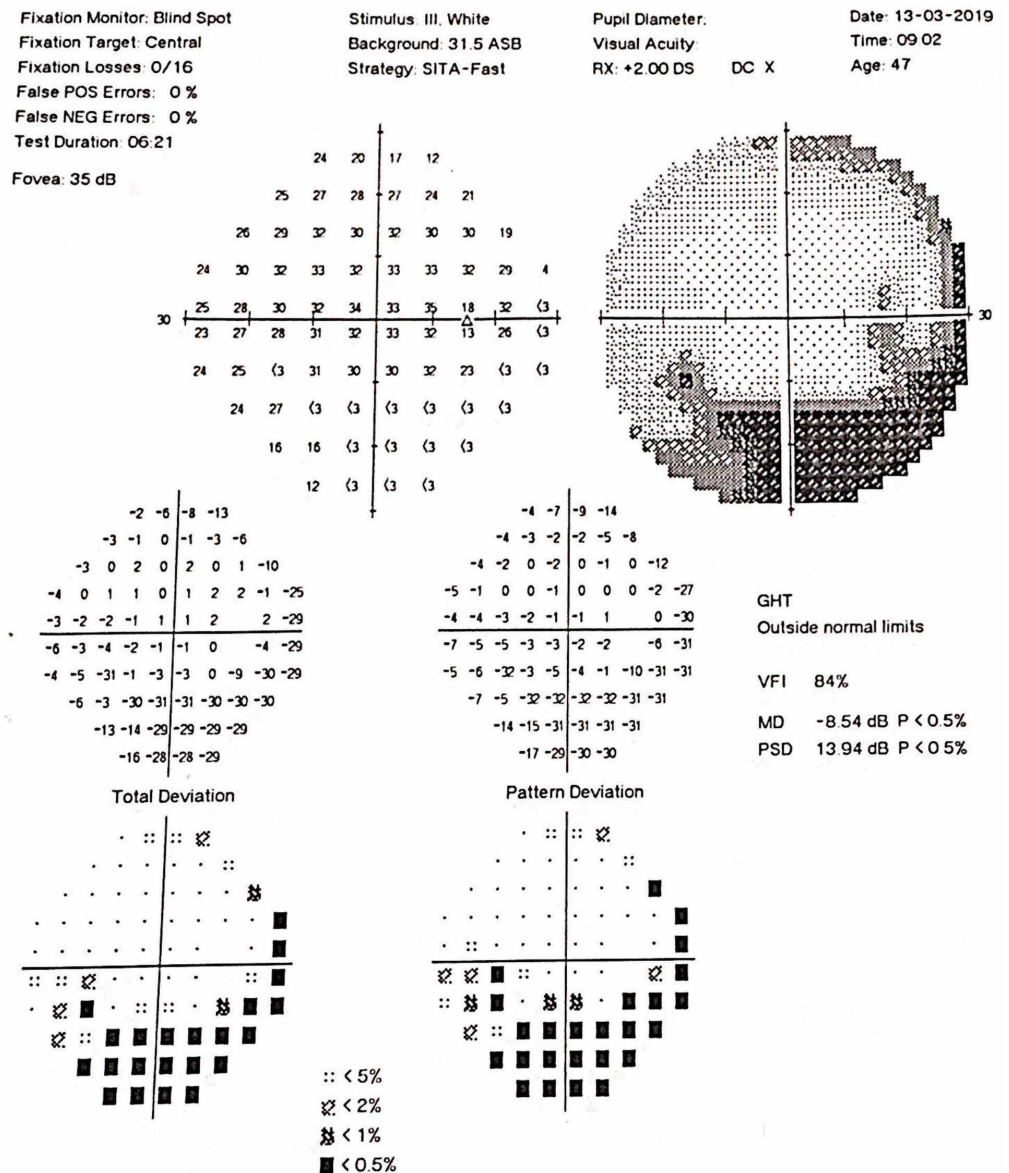 Fixation Monitor: Blind Spot
Fixation Target: Central
Fixation Losses: 0/16
False POS Errors: 0 %
False NEG Errors: 0 %
Test Duration: 06:21
Fovea: 35 dB
Stimulus: III, White
Background: 31.5 ASB
Strategy: SITA-Fast
Pupil Diameter:
Visual Acuity:
RX: +2.00 DS DC X
Date: 13-03-2019
Time: 09:02
Age: 47
24 20 17 12
25 27 28 27 24 21
26 29 32 30 32 30 30 19
24 30 32 33 32 33 33 32 29 4
25 28 30 32 34 33 35 18 32 <3
30
23 27 28 31 32 33 32 13 26 <3
24 25 <3 31 30 30 32 23 <3 <3
24 27 <3 <3 <3 <3 <3 <3
16 16 <3 <3 <3 <3
12 <3 <3 <3
30
-2 -6 -8 -13
-3 -1 0 -1 -3 -6
-3 0 2 0 2 0 1 -10
-4 0 1 1 0 1 2 2 -1 -25
-3 -2 -2 -1 1 1 2 2 -29
-6 -3 -4 -2 -1 -1 0 -4 -29
-4 -5 -31 -1 -3 -3 0 -9 -30 -29
-6 -3 -30 -31 -31 -30 -30 -30
-13 -14 -29 -29 -29 -29
-16 -28 -28 -29
Total Deviation
-4 -7 -9 -14
-4 -3 -2 -2 -5 -8
-4 -2 0 -2 0 -1 0 -12
-5 -1 0 0 -1 0 0 0 -2 -27
-4 -4 -3 -2 -1 -1 1 0 -30
-7 -5 -5 -3 -3 -2 -2 -6 -31
-5 -6 -32 -3 -5 -4 -1 -10 -31 -31
-7 -5 -32 -32 -32 -32 -31 -31
-14 -15 -31 -31 -31 -31
-17 -29 -30 -30
Pattern Deviation
GHT
Outside normal limits
VFI 84%
MD -8.54 dB P < 0.5%
PSD 13.94 dB P < 0.5%
:: < 5%
< 2%
< 1%
< 0.5%